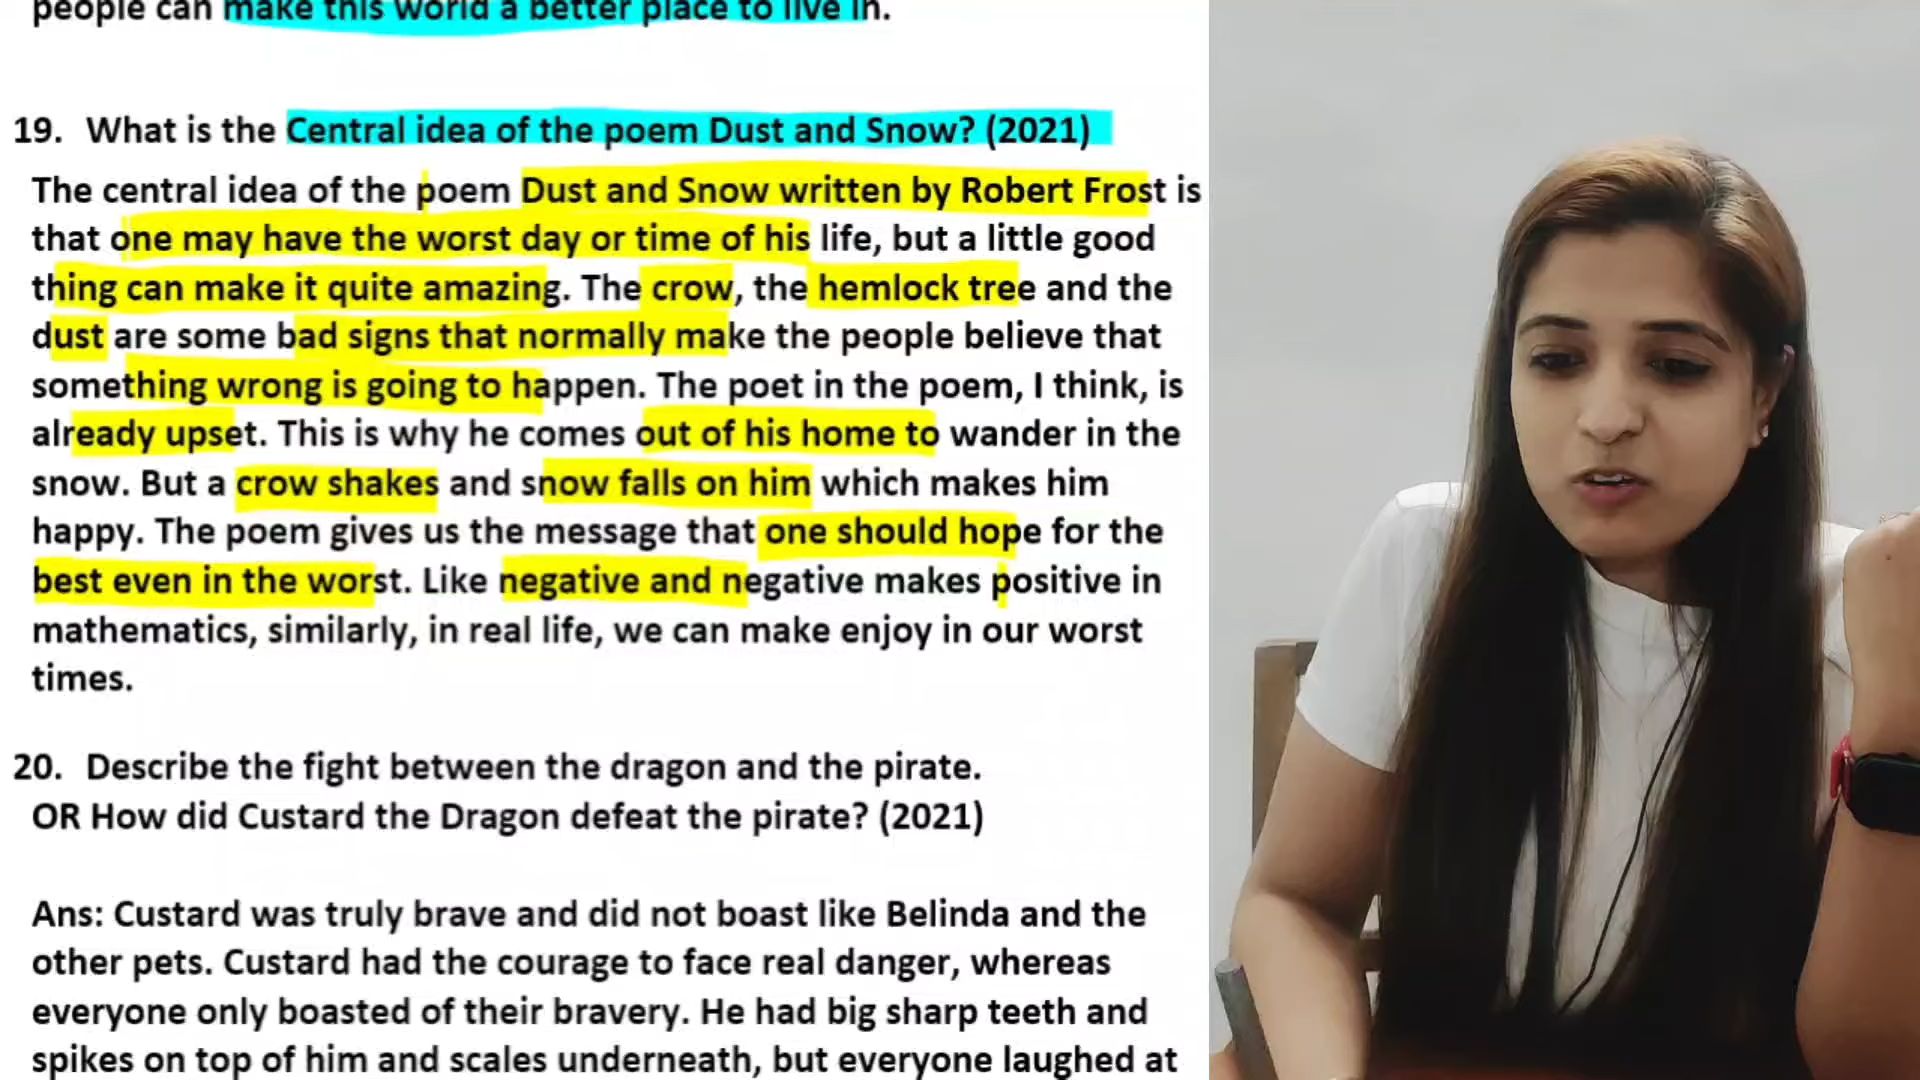 people can make this world a better place to live in.
19. What is the Central idea of the poem Dust and Snow? (2021)
The central idea of the poem Dust and Snow written by Robert Frost is
that one may have the worst day or time of his life, but a little good
thing can make it quite amazing. The crow, the hemlock tree and the
dust are some bad signs that normally make the people believe that
something wrong is going to happen. The poet in the poem, I think, is
already upset. This is why he comes out of his home to wander in the
snow. But a crow shakes and snow falls on him which makes him
happy. The poem gives us the message that one should hope for the
best even in the worst. Like negative and negative makes positive in
mathematics, similarly, in real life, we can make enjoy in our worst
times.
20. Describe the fight between the dragon and the pirate.
OR How did Custard the Dragon defeat the pirate? (2021)
Ans: Custard was truly brave and did not boast like Belinda and the
other pets. Custard had the courage to face real danger, whereas
everyone only boasted of their bravery. He had big sharp teeth and
spikes on top of him and scales underneath, but everyone laughed at